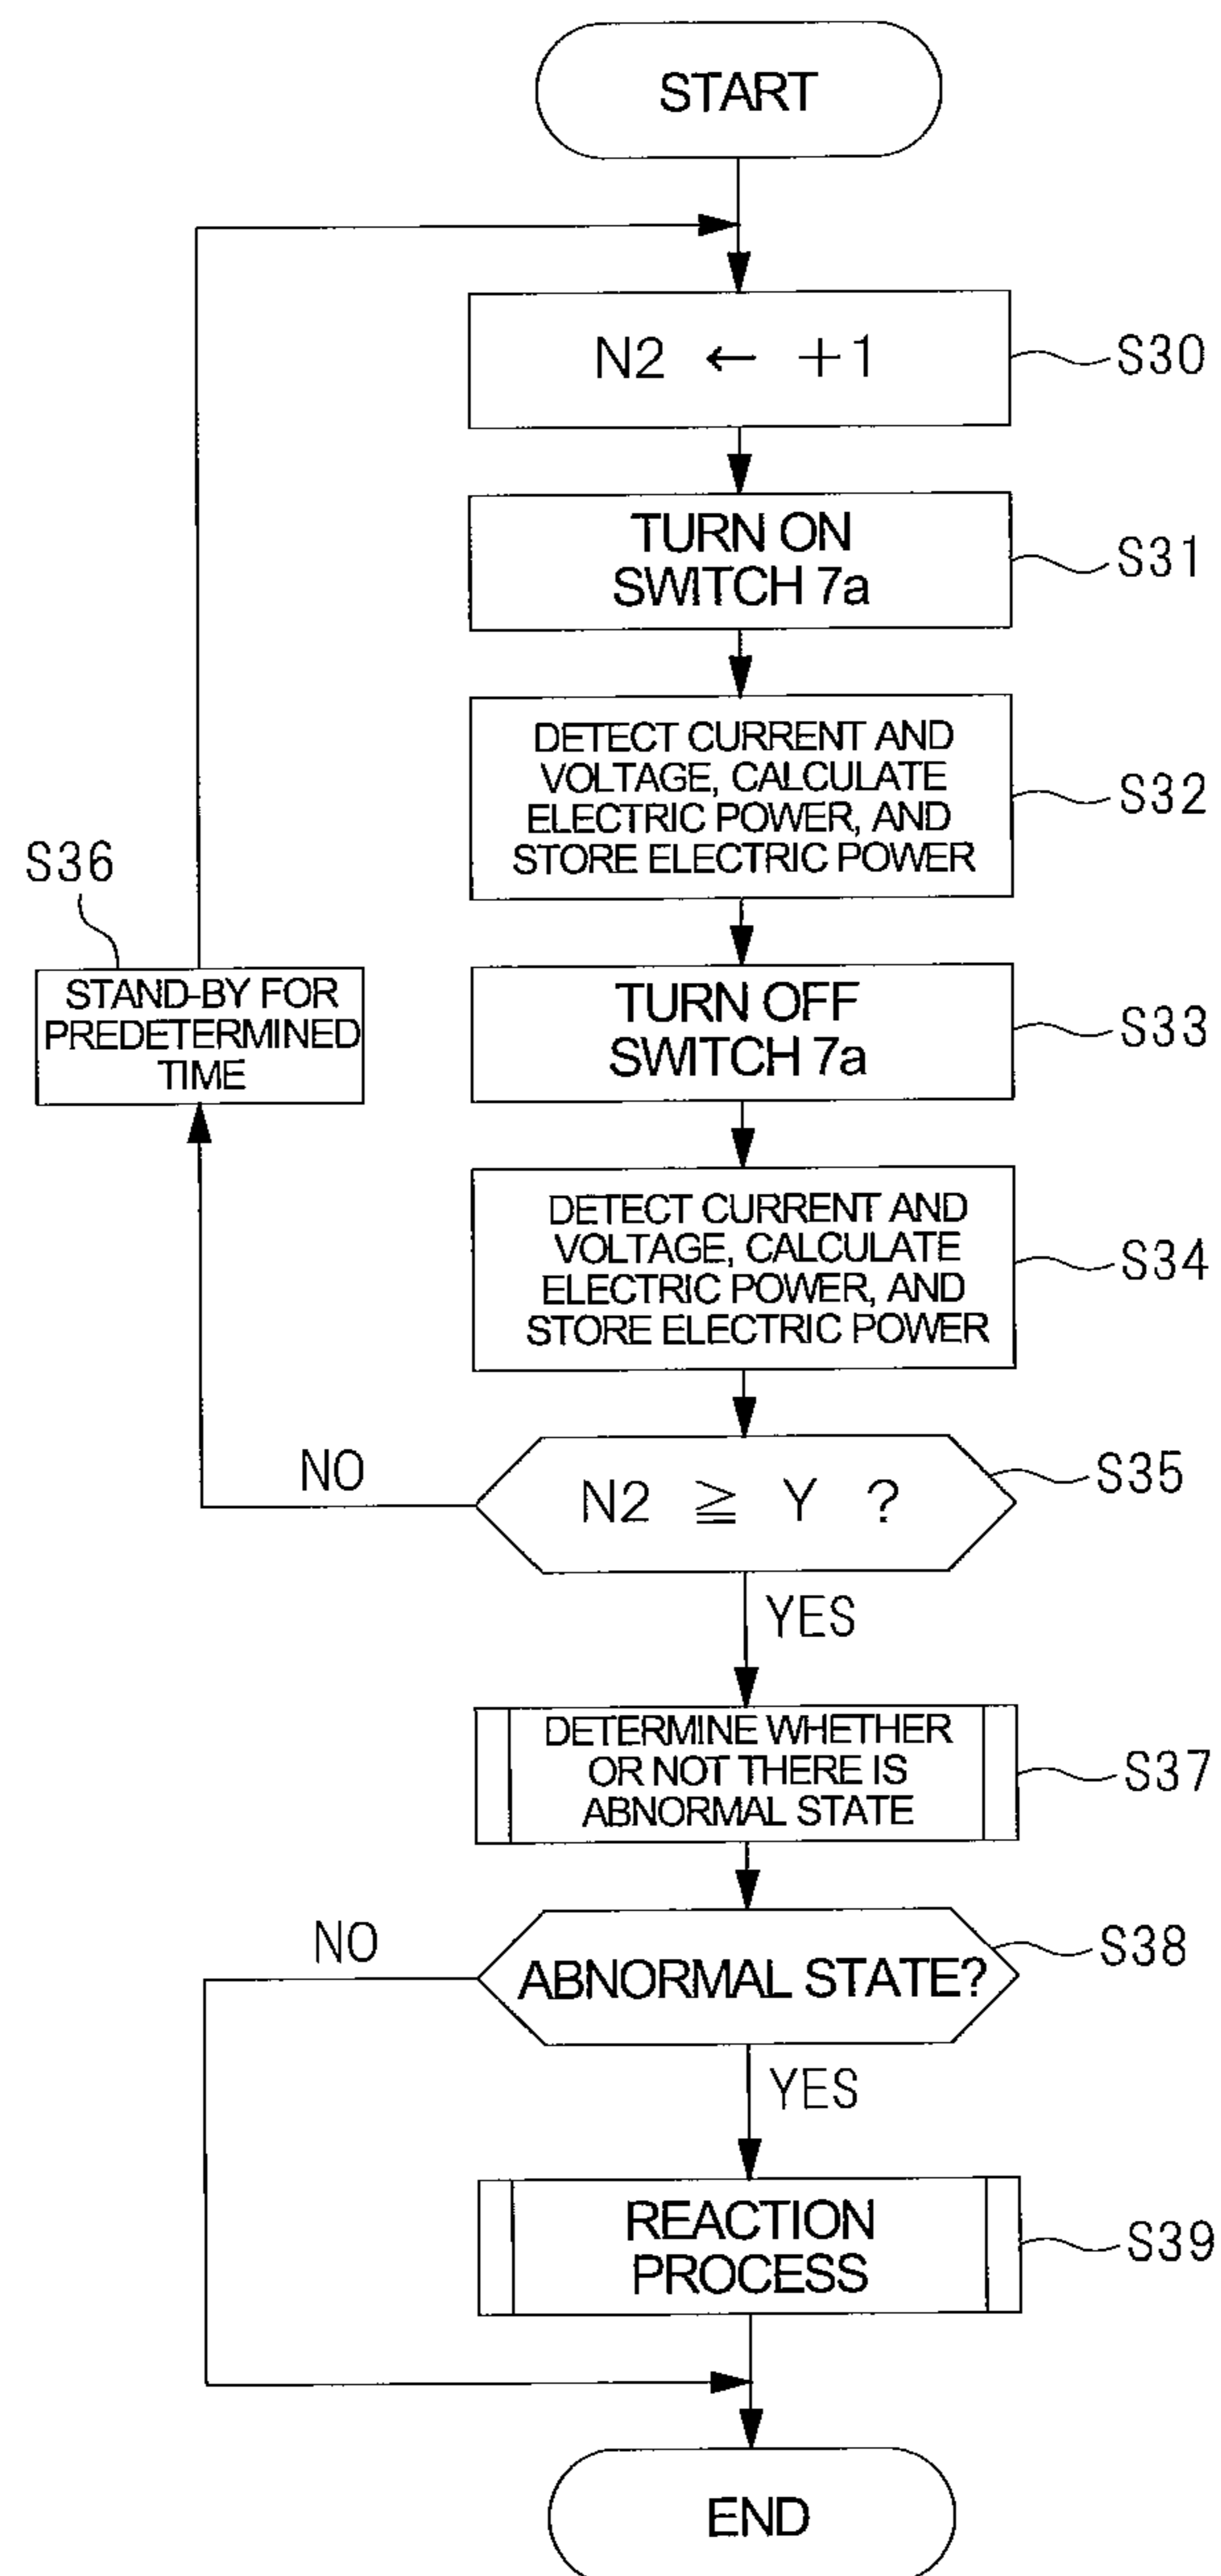 START
N2 ← +1
S30
TURN ON
SWITCH 7a
S31
DETECT CURRENT AND
VOLTAGE, CALCULATE
ELECTRIC POWER, AND
STORE ELECTRIC POWER
S32
S36
STAND-BY FOR
PREDETERMINED
TIME
TURN OFF
SWITCH 7a
S33
DETECT CURRENT AND
VOLTAGE, CALCULATE
ELECTRIC POWER, AND
STORE ELECTRIC POWER
S34
NO
N2 ≧ Y ?
S35
YES
DETERMINE WHETHER
OR NOT THERE IS
ABNORMAL STATE
S37
NO
ABNORMAL STATE?
S38
YES
REACTION
PROCESS
S39
END